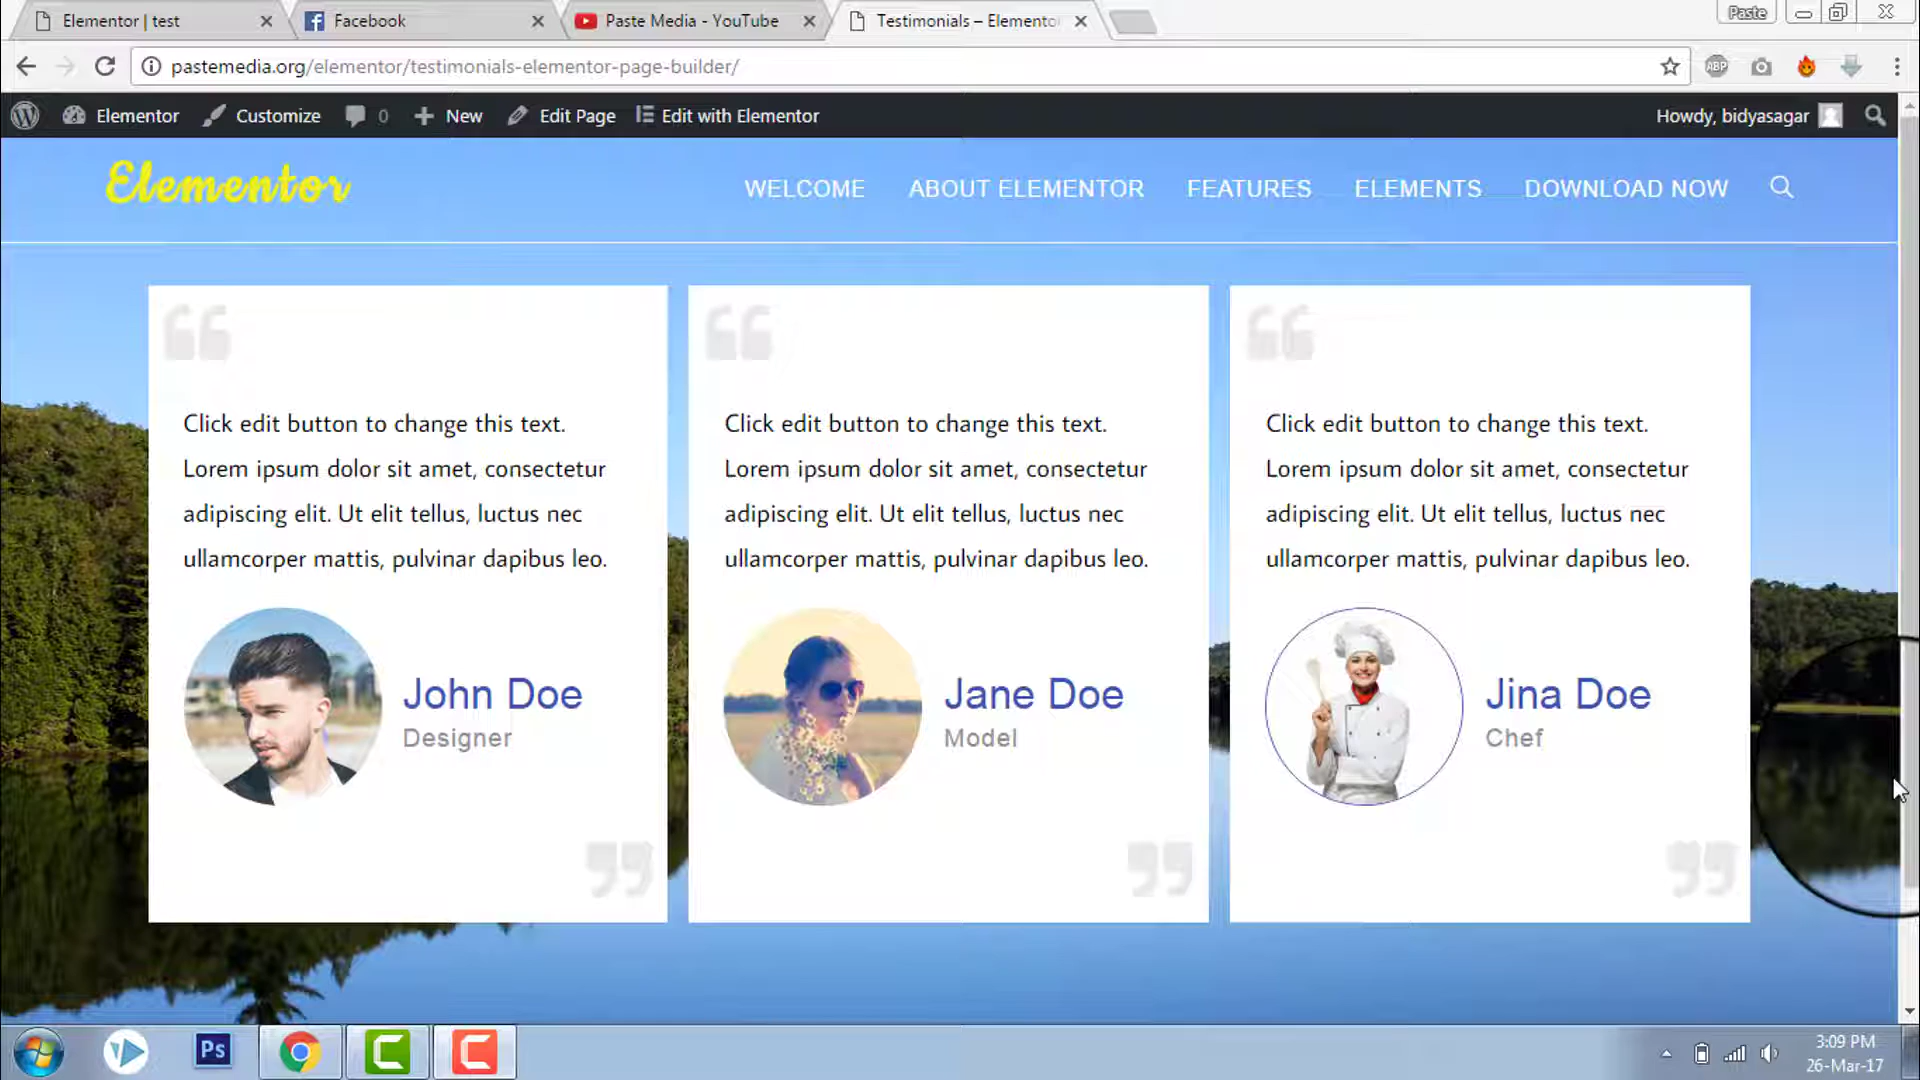 Elementor | test
Facebook
Paste Media - YouTube
Testimonials – Elemento
Paste
pastemedia.org/elementor/testimonials-elementor-page-builder/
ABP
Elementor
Customize
0
New
Edit Page
Edit with Elementor
Howdy, bidyasagar
Elementor
WELCOME
ABOUT ELEMENTOR
FEATURES
ELEMENTS
DOWNLOAD NOW
Click edit button to change this text.
Lorem ipsum dolor sit amet, consectetur
adipiscing elit. Ut elit tellus, luctus nec
ullamcorper mattis, pulvinar dapibus leo.
John Doe
Designer
Click edit button to change this text.
Lorem ipsum dolor sit amet, consectetur
adipiscing elit. Ut elit tellus, luctus nec
ullamcorper mattis, pulvinar dapibus leo.
Jane Doe
Model
Click edit button to change this text.
Lorem ipsum dolor sit amet, consectetur
adipiscing elit. Ut elit tellus, luctus nec
ullamcorper mattis, pulvinar dapibus leo.
Jina Doe
Chef
Ps
3:09 PM
26-Mar-17